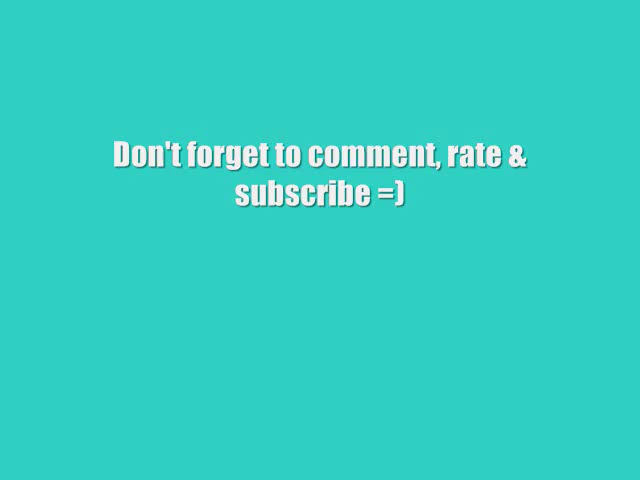 Don't forget to comment, rate &
subscribe =)